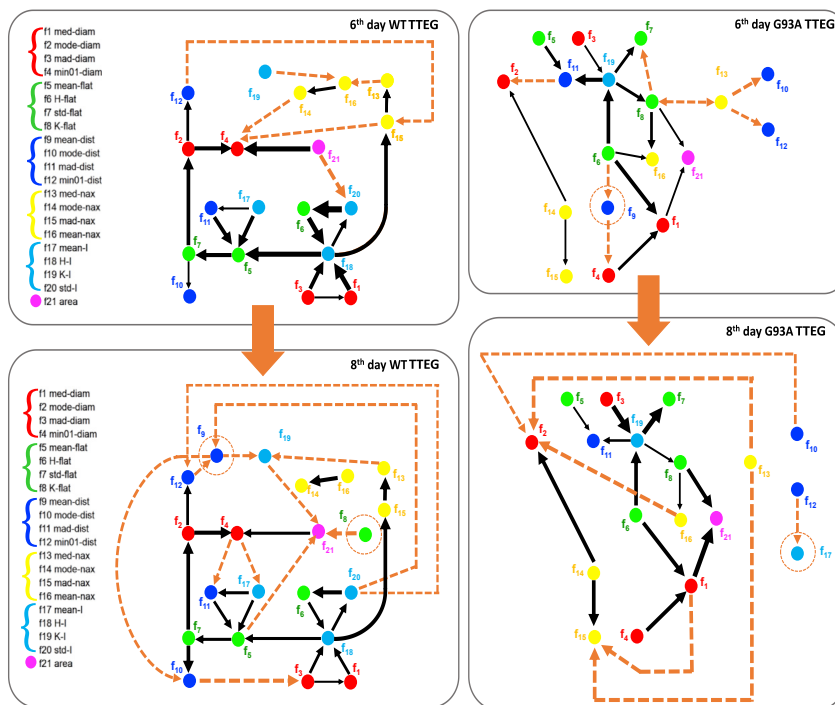 6th day WT TTEG
f1 med-diam
f2 mode-diam
f3 mad-diam
f4 min01-diam
f5 mean-flat
f6 H-flat
f7 std-flat
f8 K-flat
f9 mean-dist
f10 mode-dist
f11 mad-dist
f12 min01-dist
f13 med-nax
f14 mode-nax
f15 mad-nax
f16 mean-nax
f17 mean-I
f18 H-I
f19 K-I
f20 std-I
f21 area
f12
f19
f16
f13
f14
f15
f2
f4
f21
f17
f20
f11
f6
f7
f5
f18
f10
f3
f1
6th day G93A TTEG
f5
f3
f7
f2
f11
f19
f13
f10
f8
f12
f6
f16
f21
f9
f14
f1
f15
f4
8th day WT TTEG
f1 med-diam
f2 mode-diam
f3 mad-diam
f4 min01-diam
f5 mean-flat
f6 H-flat
f7 std-flat
f8 K-flat
f9 mean-dist
f10 mode-dist
f11 mad-dist
f12 min01-dist
f13 med-nax
f14 mode-nax
f15 mad-nax
f16 mean-nax
f17 mean-I
f18 H-I
f19 K-I
f20 std-I
f21 area
f9
f19
f13
f12
f14
f16
f15
f2
f4
f8
f21
f17
f20
f11
f6
f7
f5
f18
f10
f3
f1
8th day G93A TTEG
f5
f3
f7
f2
f19
f10
f11
f13
f8
f12
f6
f16
f21
f17
f14
f1
f15
f4